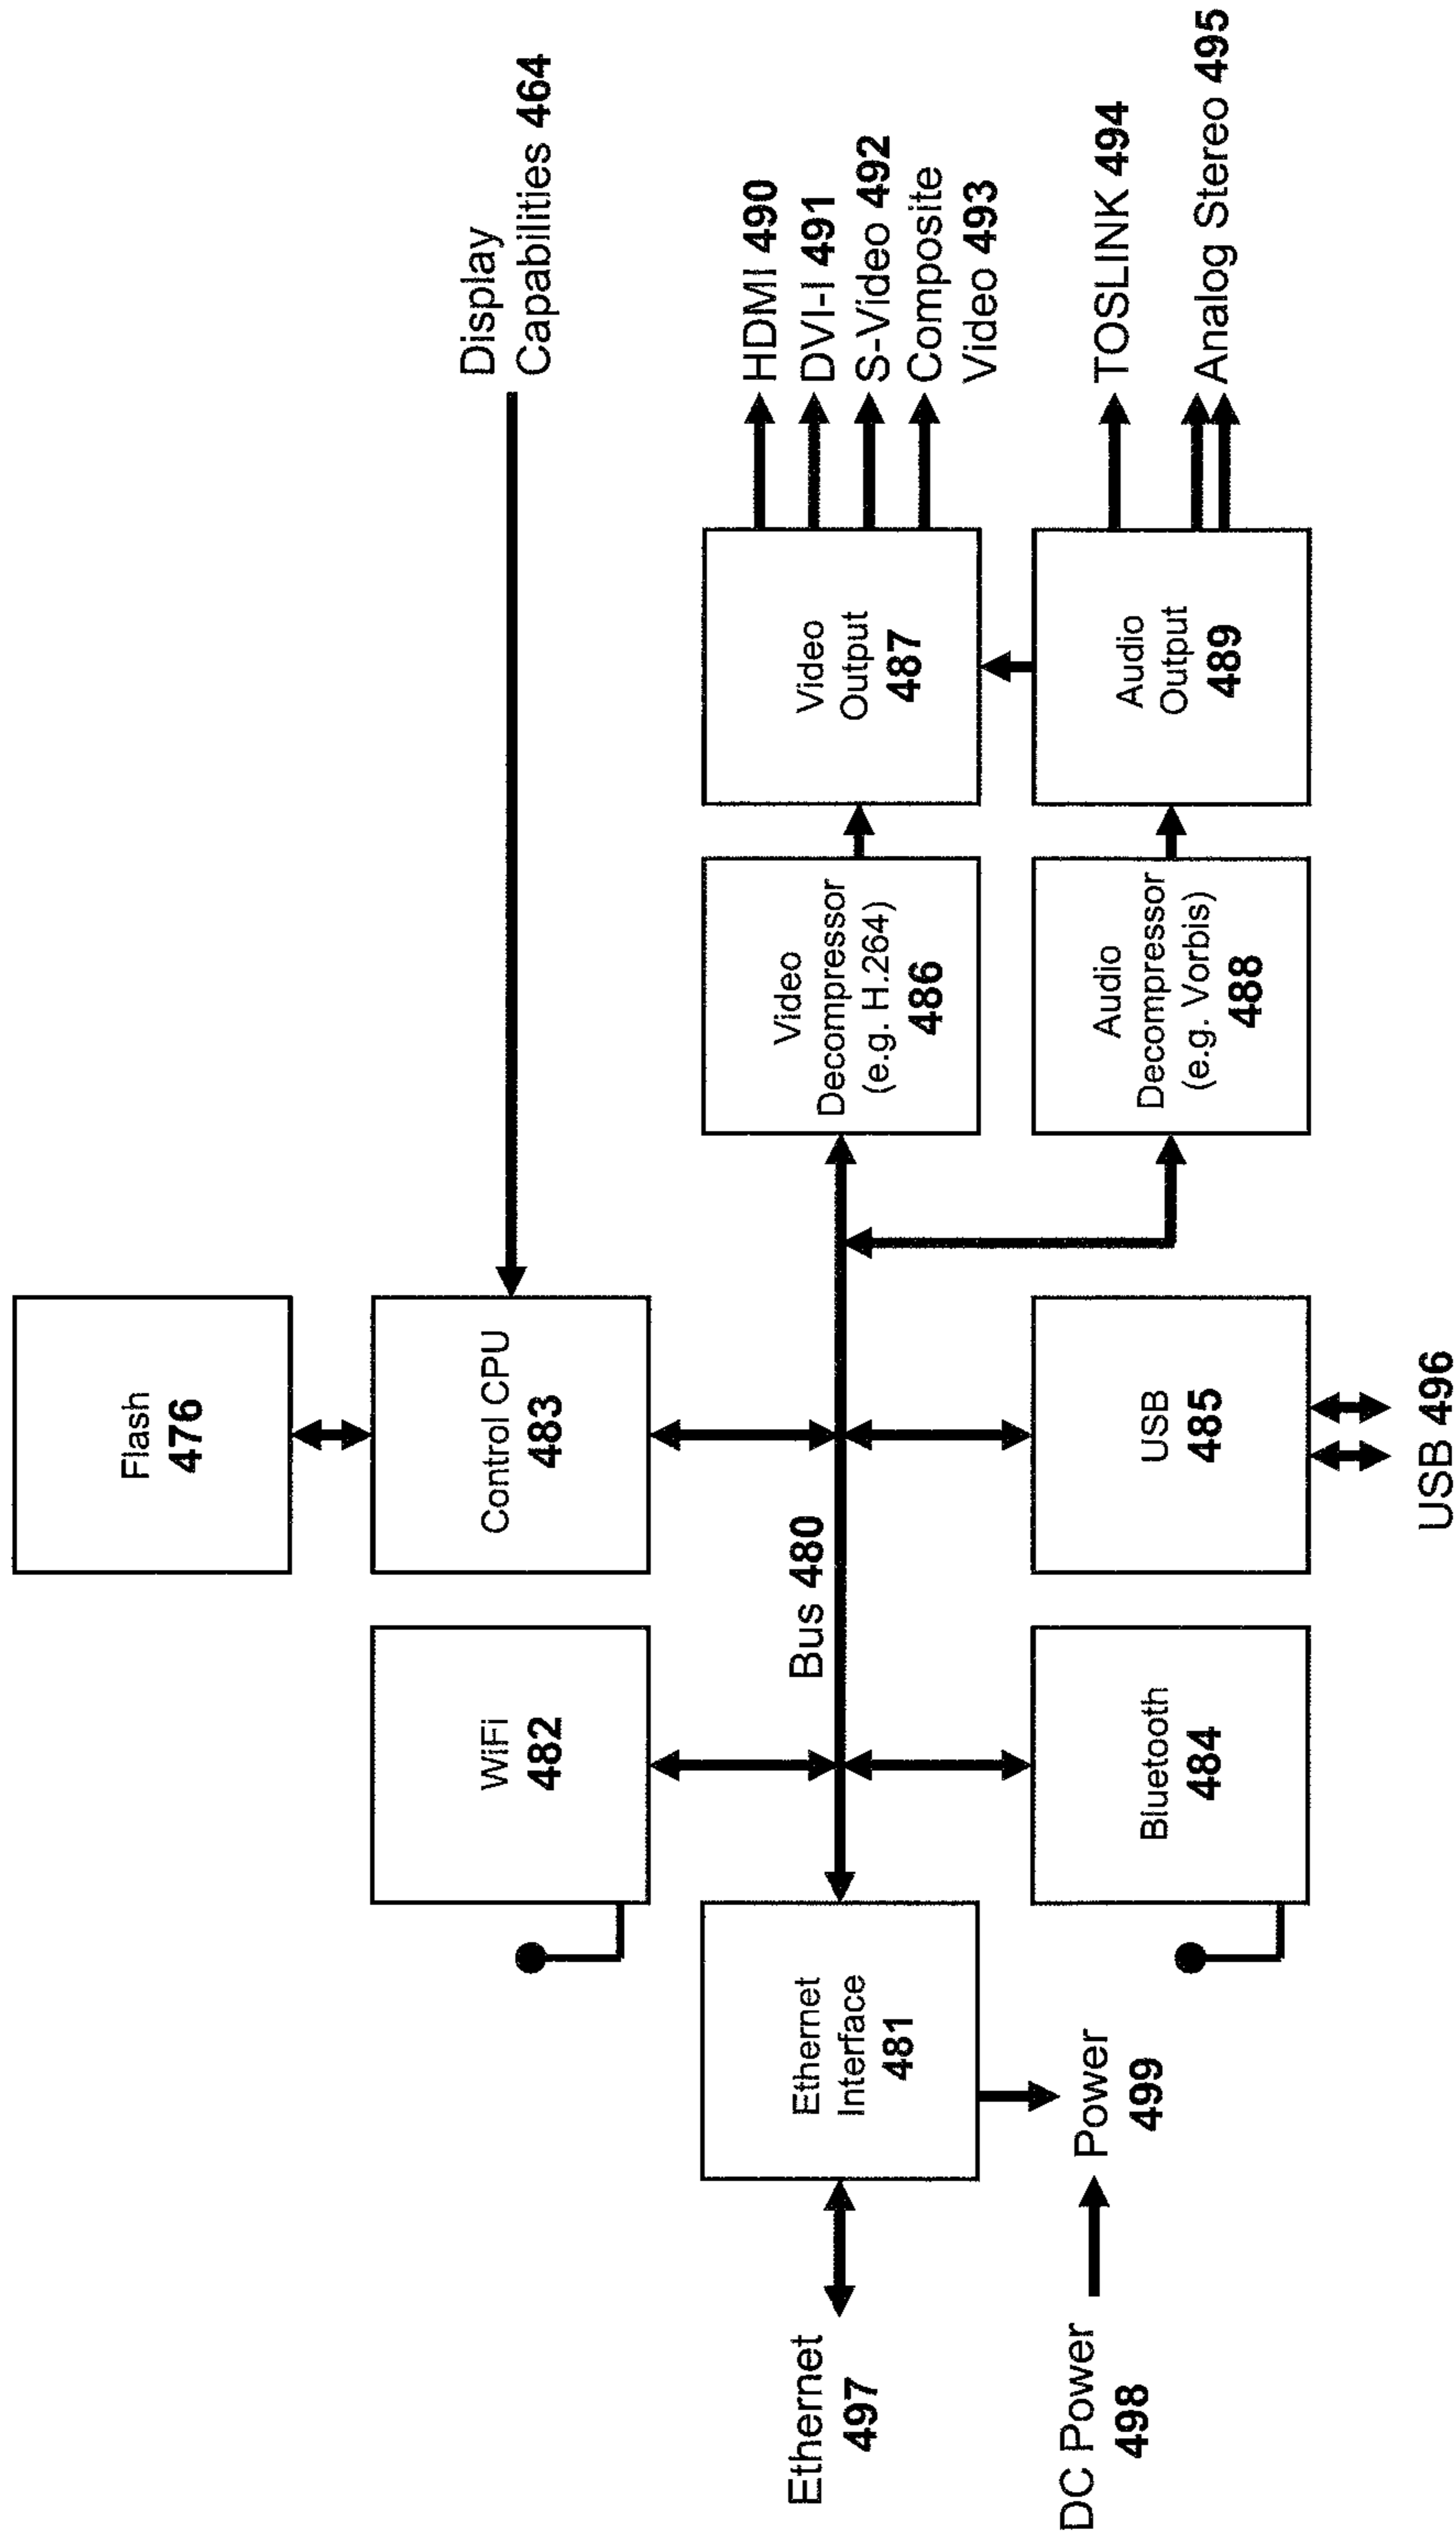 Flash
476
Display
Capabilities 464
WiFi
482
Control CPU
483
Bus 480
Ethernet
497
Ethernet
Interface
481
Video
Decompressor
(e.g. H.264)
486
Video
Output
487
HDMI 490
DVI-I 491
S-Video 492
Composite
Video 493
DC Power
498
Power
499
Bluetooth
484
USB
485
Audio
Decompressor
(e.g. Vorbis)
488
Audio
Output
489
TOSLINK 494
Analog Stereo 495
USB 496